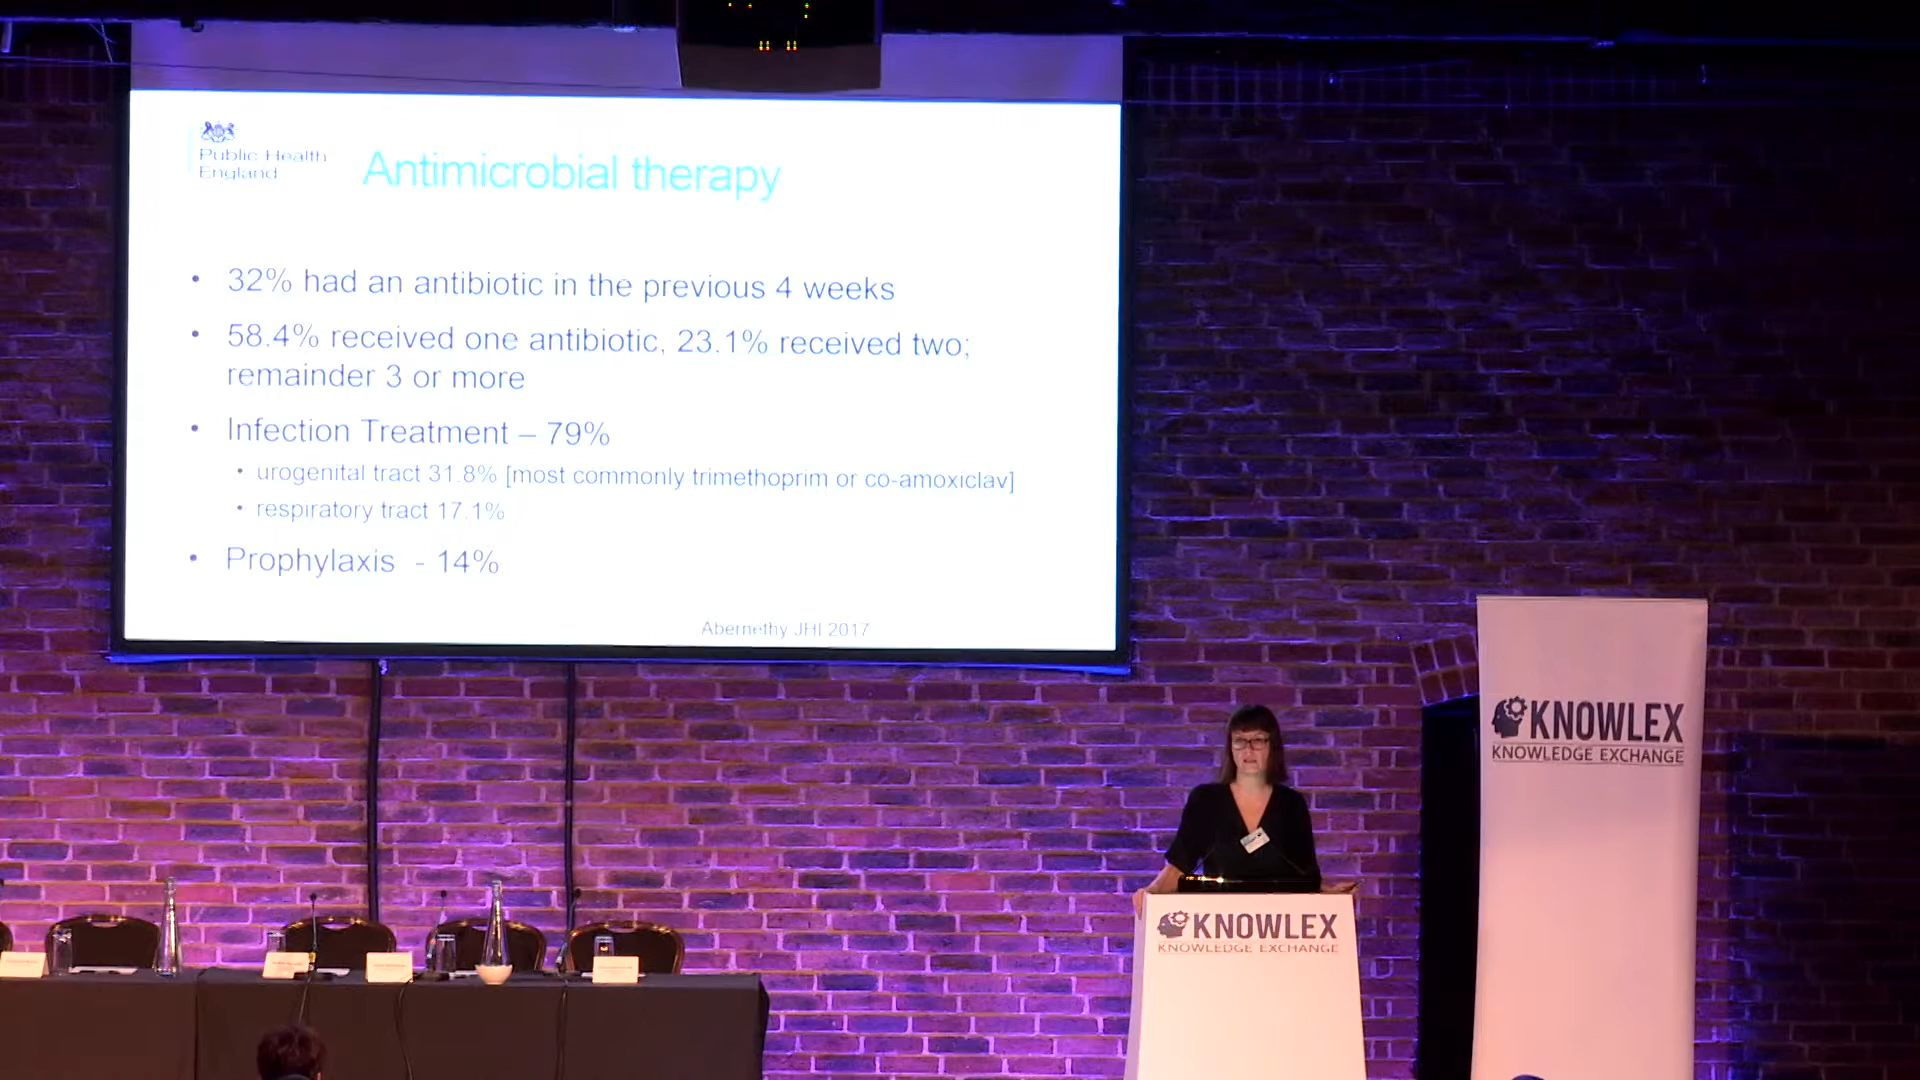 Public Health
England
Antimicrobial therapy
• 32% had an antibiotic in the previous 4 weeks
• 58.4% received one antibiotic, 23.1% received two;
remainder 3 or more
• Infection Treatment – 79%
• urogenital tract 31.8% [most commonly trimethoprim or co-amoxiclav]
• respiratory tract 17.1%
• Prophylaxis - 14%
Abernethy JHI 2017
KNOWLEX
KNOWLEDGE EXCHANGE
KNOWLEX
KNOWLEDGE EXCHANGE